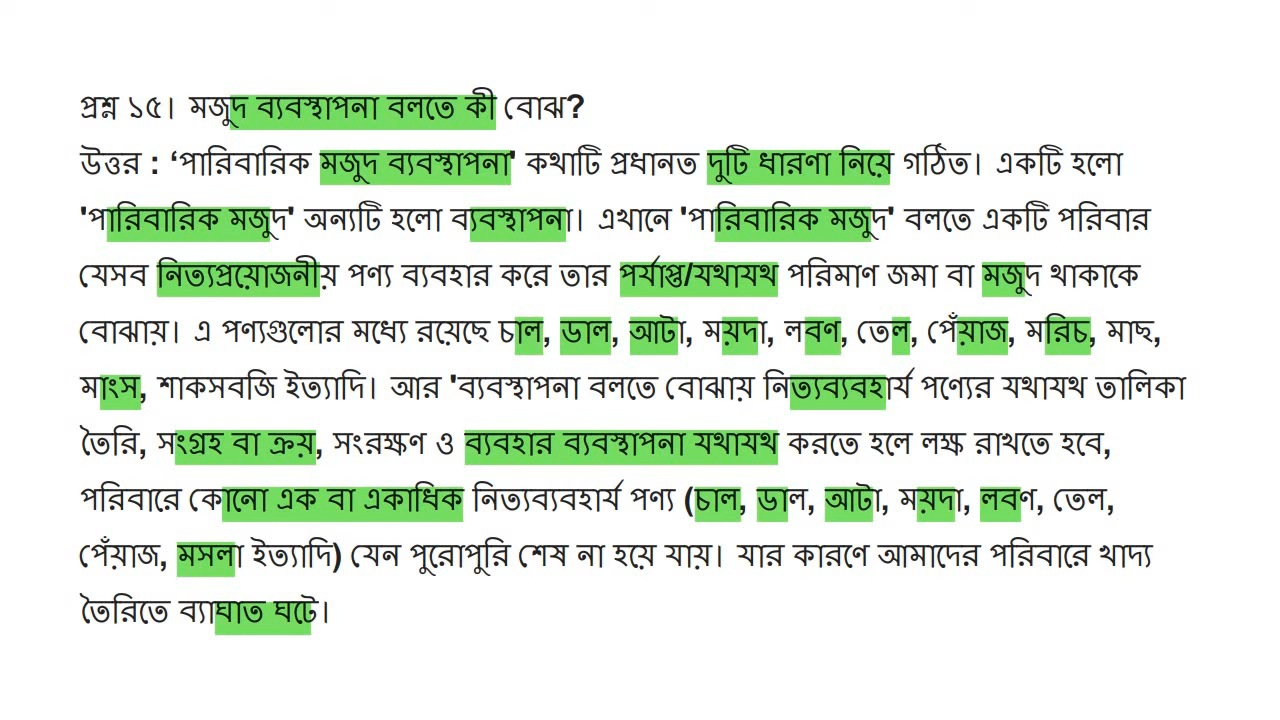 প্রশ্ন ১৫। মজুদ ব্যবস্থাপনা বলতে কী বোঝ?
উত্তর : ‘পারিবারিক মজুদ ব্যবস্থাপনা' কথাটি প্রধানত দুটি ধারণা নিয়ে গঠিত। একটি হলো
'পারিবারিক মজুদ' অন্যটি হলো ব্যবস্থাপনা। এখানে 'পারিবারিক মজুদ' বলতে একটি পরিবার
যেসব নিত্যপ্রয়োজনীয় পণ্য ব্যবহার করে তার পর্যাপ্ত/যথাযথ পরিমাণ জমা বা মজুদ থাকাকে
বোঝায়। এ পণ্যগুলোর মধ্যে রয়েছে চাল, ডাল, আটা, ময়দা, লবণ, তেল, পেঁয়াজ, মরিচ, মাছ,
মাংস, শাকসবজি ইত্যাদি। আর 'ব্যবস্থাপনা বলতে বোঝায় নিত্যব্যবহার্য পণ্যের যথাযথ তালিকা
তৈরি, সংগ্রহ বা ক্রয়, সংরক্ষণ ও ব্যবহার ব্যবস্থাপনা যথাযথ করতে হলে লক্ষ রাখতে হবে,
পরিবারে কোনো এক বা একাধিক নিত্যব্যবহার্য পণ্য (চাল, ডাল, আটা, ময়দা, লবণ, তেল,
পেঁয়াজ, মসলা ইত্যাদি) যেন পুরোপুরি শেষ না হয়ে যায়। যার কারণে আমাদের পরিবারে খাদ্য
তৈরিতে ব্যাঘাত ঘটে।